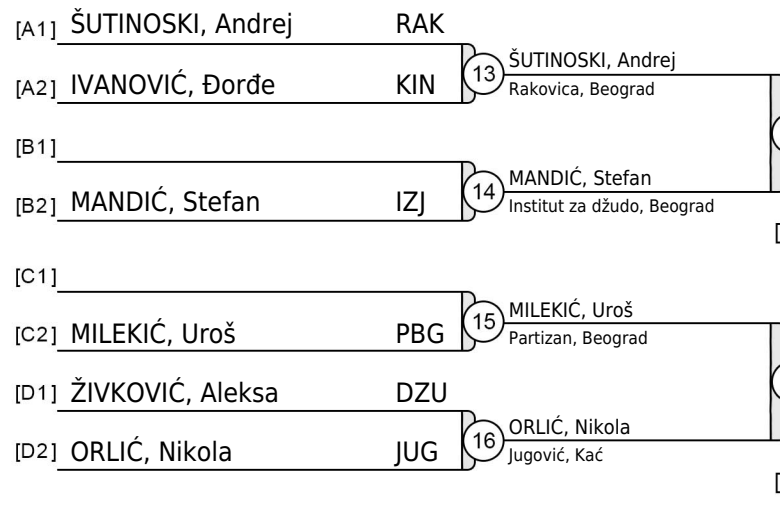 [A1] ŠUTINOSKI, Andrej RAK
[A2] IVANOVIĆ, Đorđe KIN
13 ŠUTINOSKI, Andrej
Rakovica, Beograd
[B1]
[B2] MANDIĆ, Stefan IZJ
14 MANDIĆ, Stefan
Institut za džudo, Beograd
[C1]
[C2] MILEKIĆ, Uroš PBG
15 MILEKIĆ, Uroš
Partizan, Beograd
[D1] ŽIVKOVIĆ, Aleksa DZU
[D2] ORLIĆ, Nikola JUG
16 ORLIĆ, Nikola
Jugović, Kać